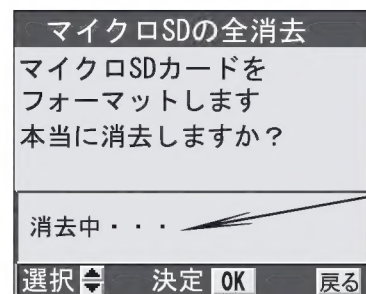 マイクロSDの全消去
マイクロSDカードを
フォーマットします
本当に消去しますか？
消去中・・・
選択 決定 OK 戻る